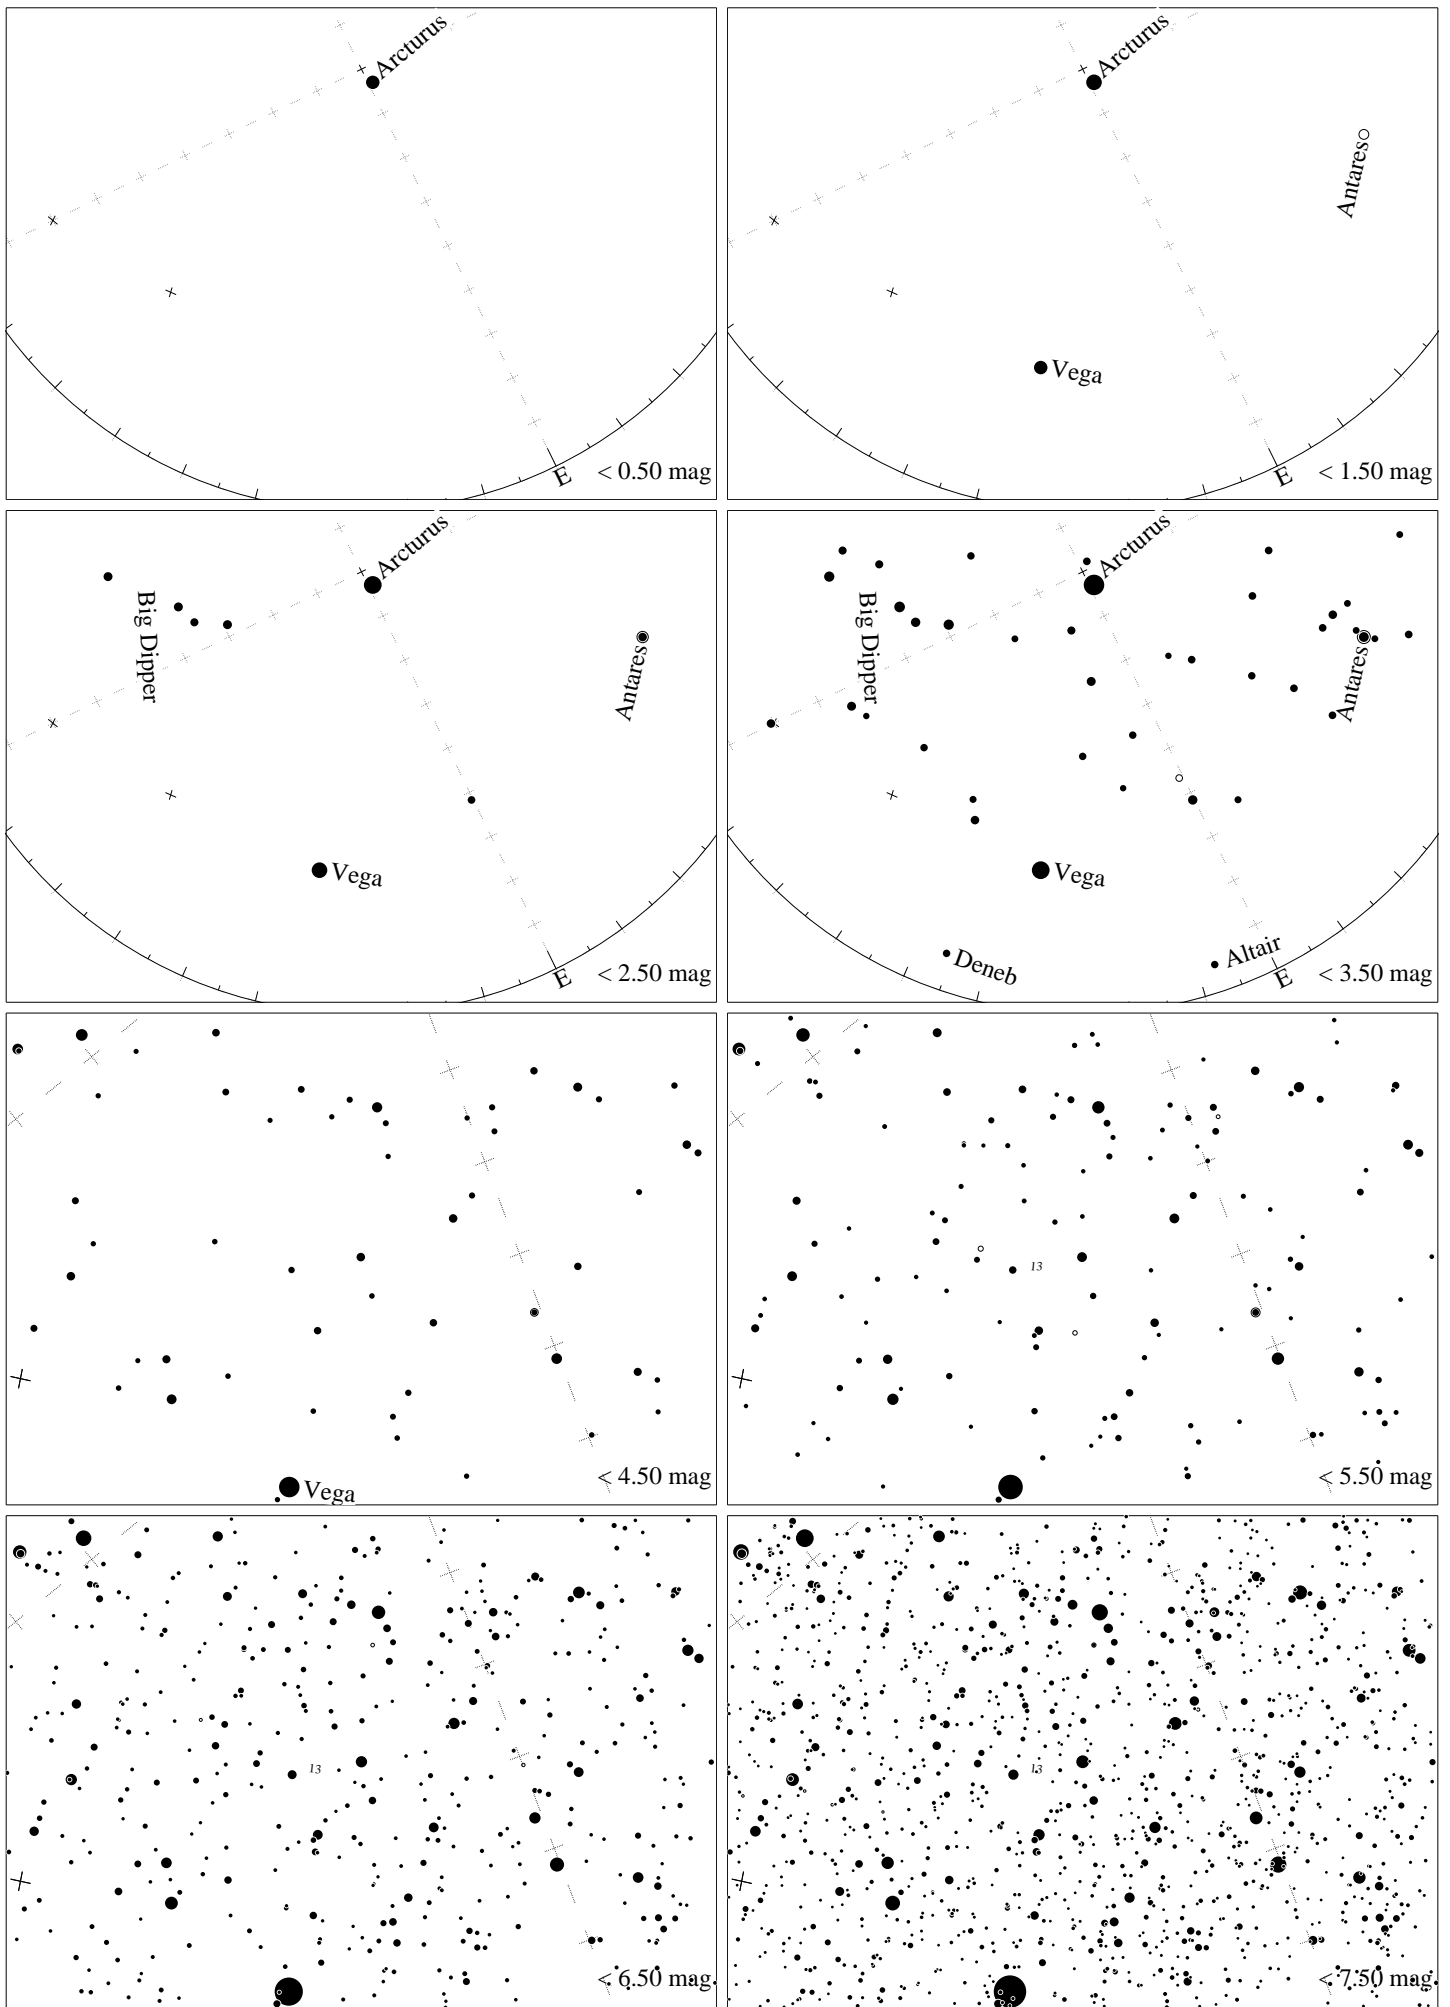 Arcturus
E
< 0.50 mag
Arcturus
Antares
Vega
E
< 1.50 mag
Arcturus
Big Dipper
Antares
Vega
E
< 2.50 mag
Arcturus
Big Dipper
Antares
Vega
Deneb
Altair
E
< 3.50 mag
Vega
< 4.50 mag
13
< 5.50 mag
13
< 6.50 mag
13
< 7.50 mag